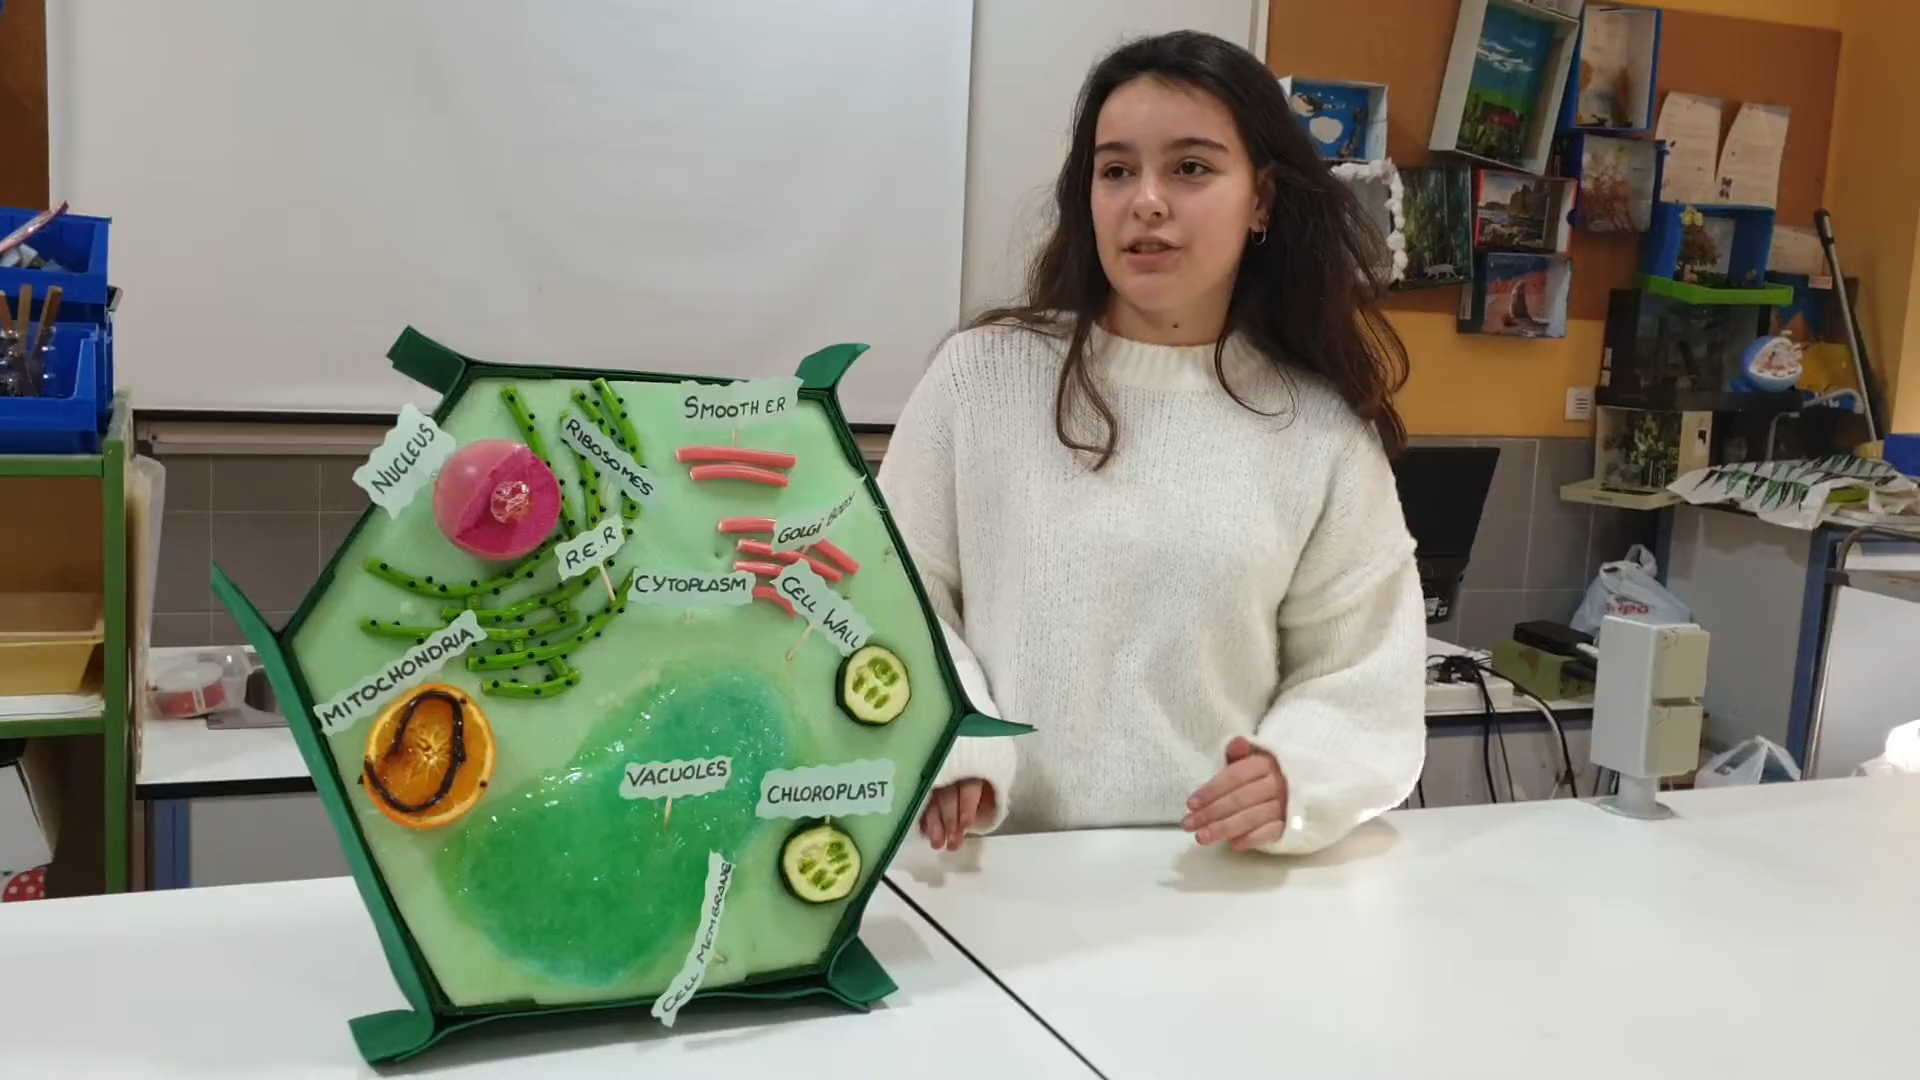 SMOOTH ER
NUCLEUS
RIBOSOMES
GOLGI BODY
R.E.R
CYTOPLASM
CELL WALL
MITOCHONDRIA
VACUOLES
CHLOROPLAST
CELL MEMBRANE